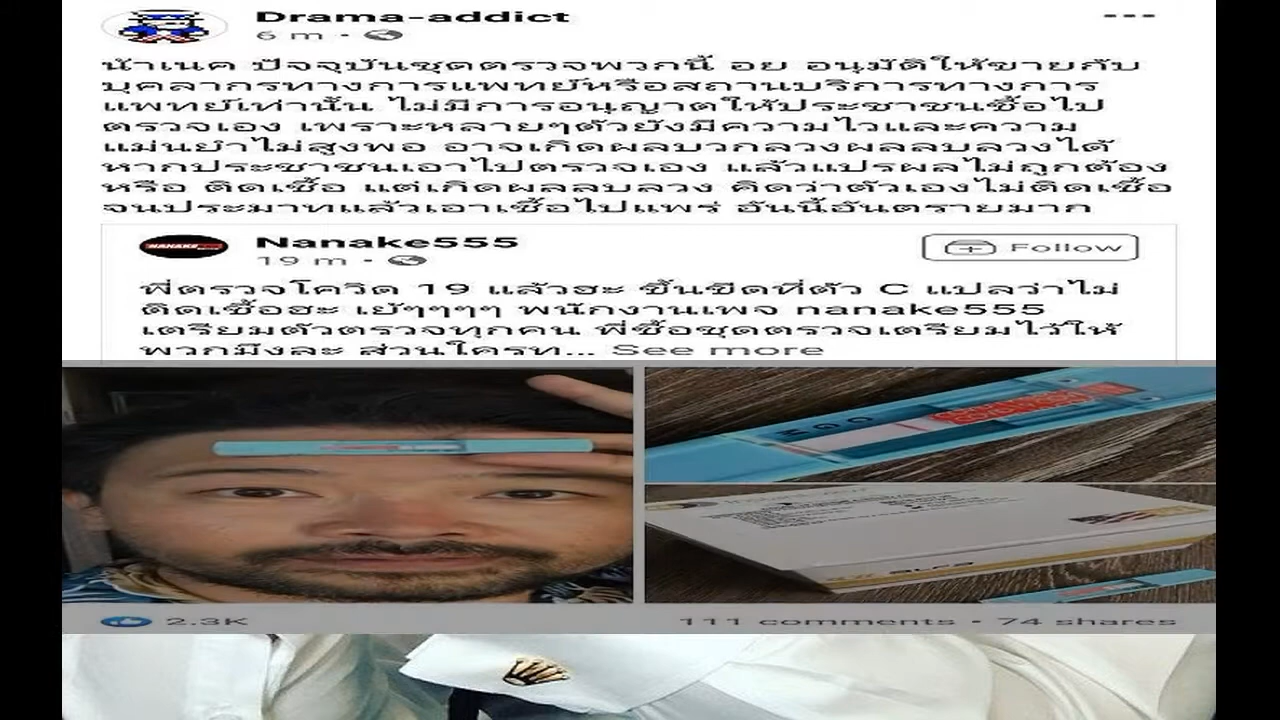 Drama-addict
6 m
น้าเนค ปัจจุบันชุดตรวจพวกนี้ อย อนุมัติให้ขายกับ
บุคลากรทางการแพทย์หรือสถานบริการทางการ
แพทย์เท่านั้น ไม่มีการอนุญาตให้ประชาชนซื้อไป
ตรวจเอง เพราะหลายๆตัวยังมีความไวและความ
แม่นยำไม่สูงพอ อาจเกิดผลบวกลวงผลลบลวงได้
หากประชาชนเอาไปตรวจเอง แล้วแปรผลไม่ถูกต้อง
หรือ ติดเชื้อ แต่เกิดผลลบลวง คิดว่าตัวเองไม่ติดเชื้อ
จนประมาทแล้วเอาเชื้อไปแพร่ อันนี้อันตรายมาก
Nanake555
Follow
19 m
พี่ตรวจโควิด 19 แล้วฮะ ขึ้นขีดที่ตัว C แปลว่าไม่
ติดเชื้อฮะ เย้ๆๆๆๆ พนักงานเพจ nanake555
เตรียมตัวตรวจทุกคน พี่ซื้อชุดตรวจเตรียมไว้ให้
พวกมึงละ ส่วนใครท... See more
2.3K
111 comments • 74 shares